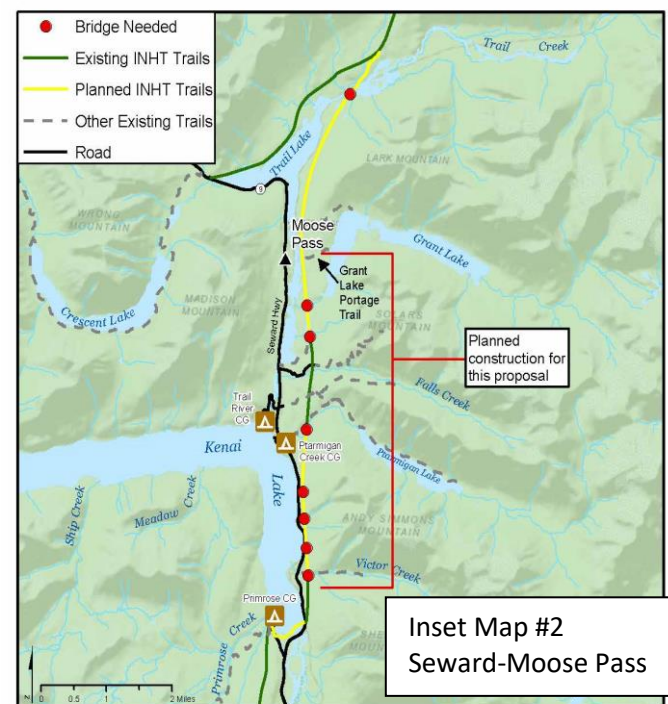 Bridge Needed
Existing INHT Trails
Planned INHT Trails
Other Existing Trails
Road
Trail
Creek
Trail Lake
LARK MOUNTAIN
9
WRONG
MOUNTAIN
Moose
Pass
Grant Lake
Grant
Lake
Portage
Trail
Crescent Lake
MADISON
MOUNTAIN
Seward Hwy
SOLARS
MOUNTAIN
Planned
construction for
this proposal
Falls Creek
Trail
River
CG
Ptarmigan
Creek CG
Ptarmigan Lake
Kenai
Lake
Ship Creek
Meadow Creek
ANDY SIMMONS
MOUNTAIN
Victor Creek
Primrose CG
Primrose Creek
Inset Map #2
Seward-Moose Pass
N
0 0.5 1 2 Miles